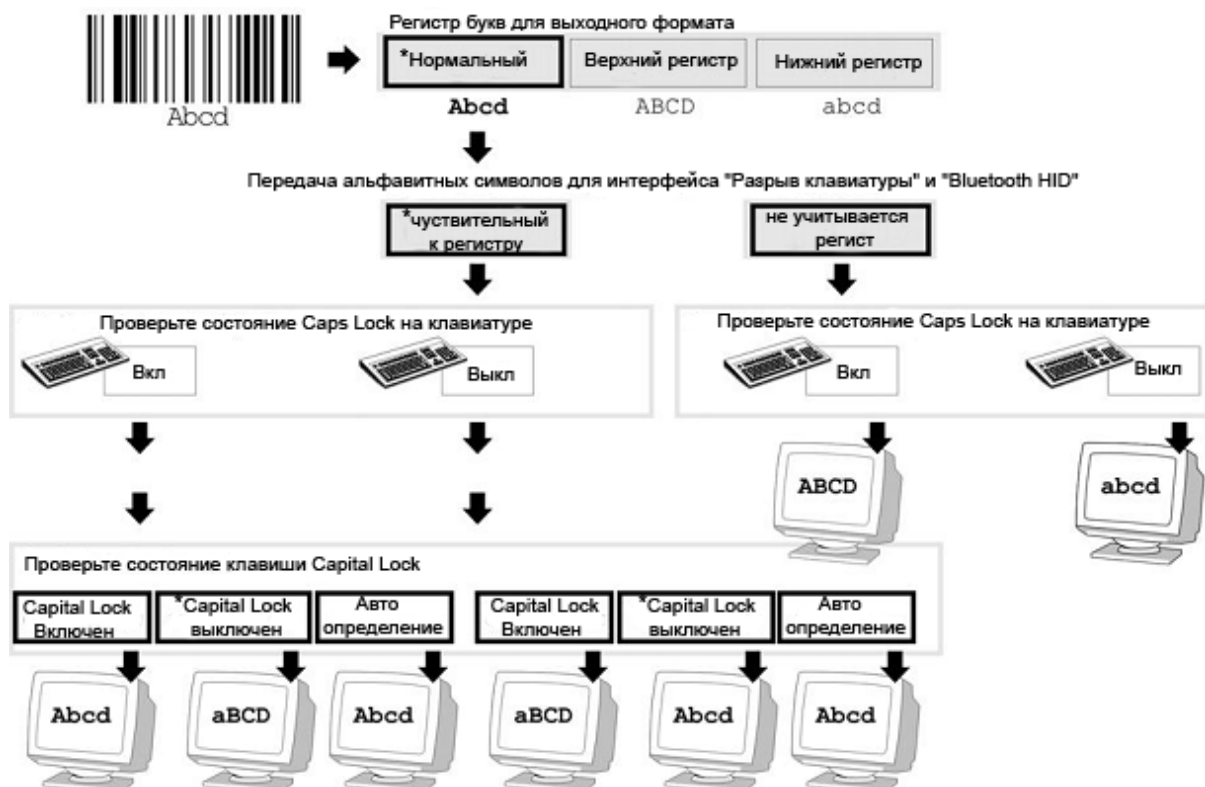 Регистр букв для выходного формата
*Нормальный
Верхний регистр
Нижний регистр
Abcd
Abcd
ABCD
abcd
Передача альфавитных символов для интерфейса "Разрыв клавиатуры" и "Bluetooth HID"
*чуствительный
к регистру
не учитывается
регист
Проверьте состояние Caps Lock на клавиатуре
Вкл
Выкл
Проверьте состояние Caps Lock на клавиатуре
Вкл
Выкл
ABCD
abcd
Проверьте состояние клавиши Capital Lock
Capital Lock
Включен
*Capital Lock
выключен
Авто
определение
Capital Lock
Включен
*Capital Lock
выключен
Авто
определение
Abcd
aBCD
Abcd
aBCD
Abcd
Abcd